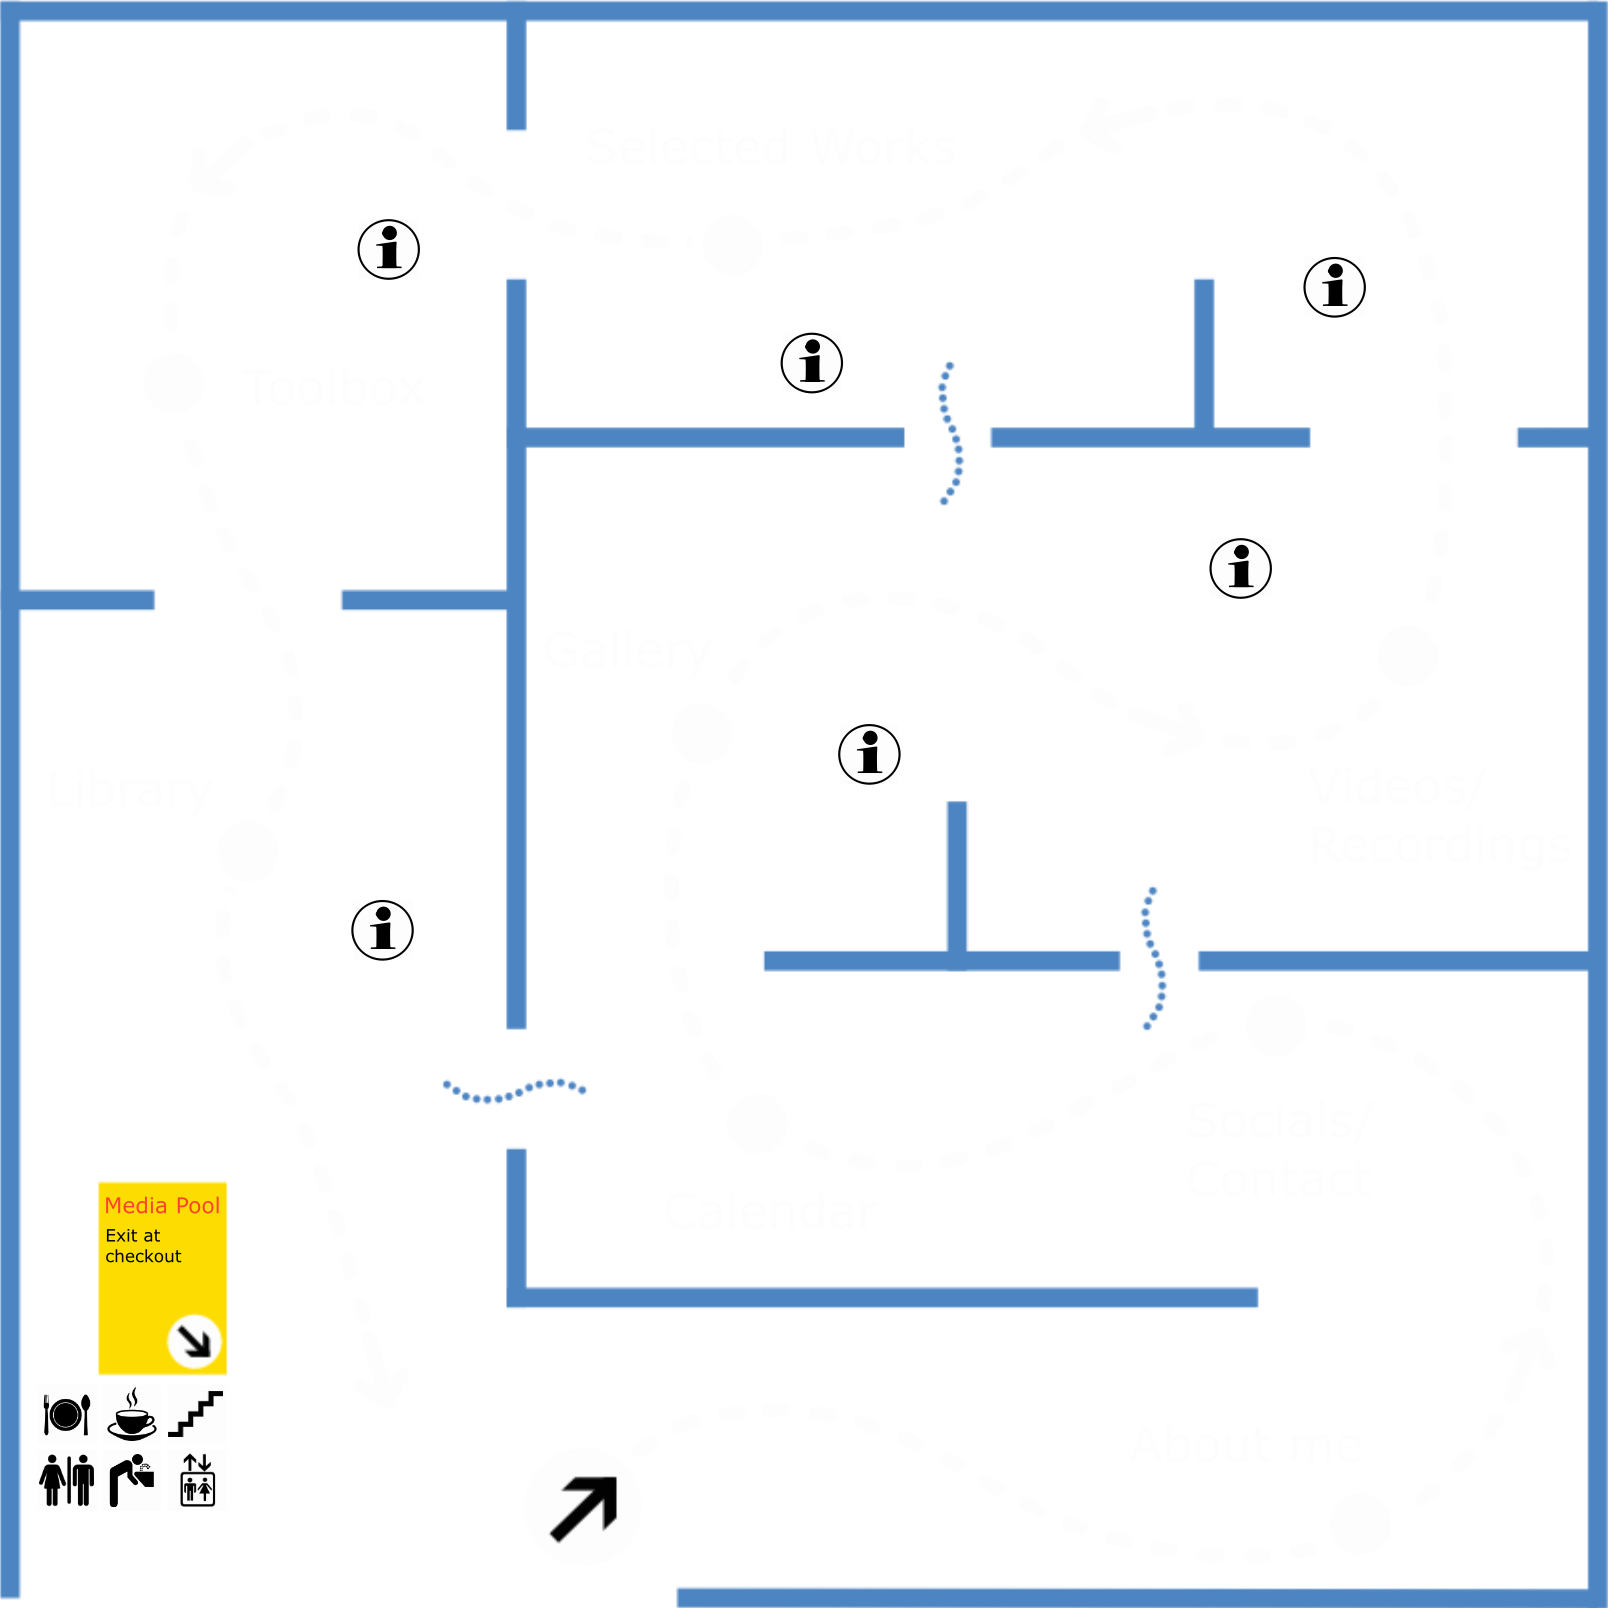 Selected Works
Toolbox
Gallery
Library
Videos/
Recordings
Socials/
Contact
Calendar
Media Pool
Exit at
checkout
About me